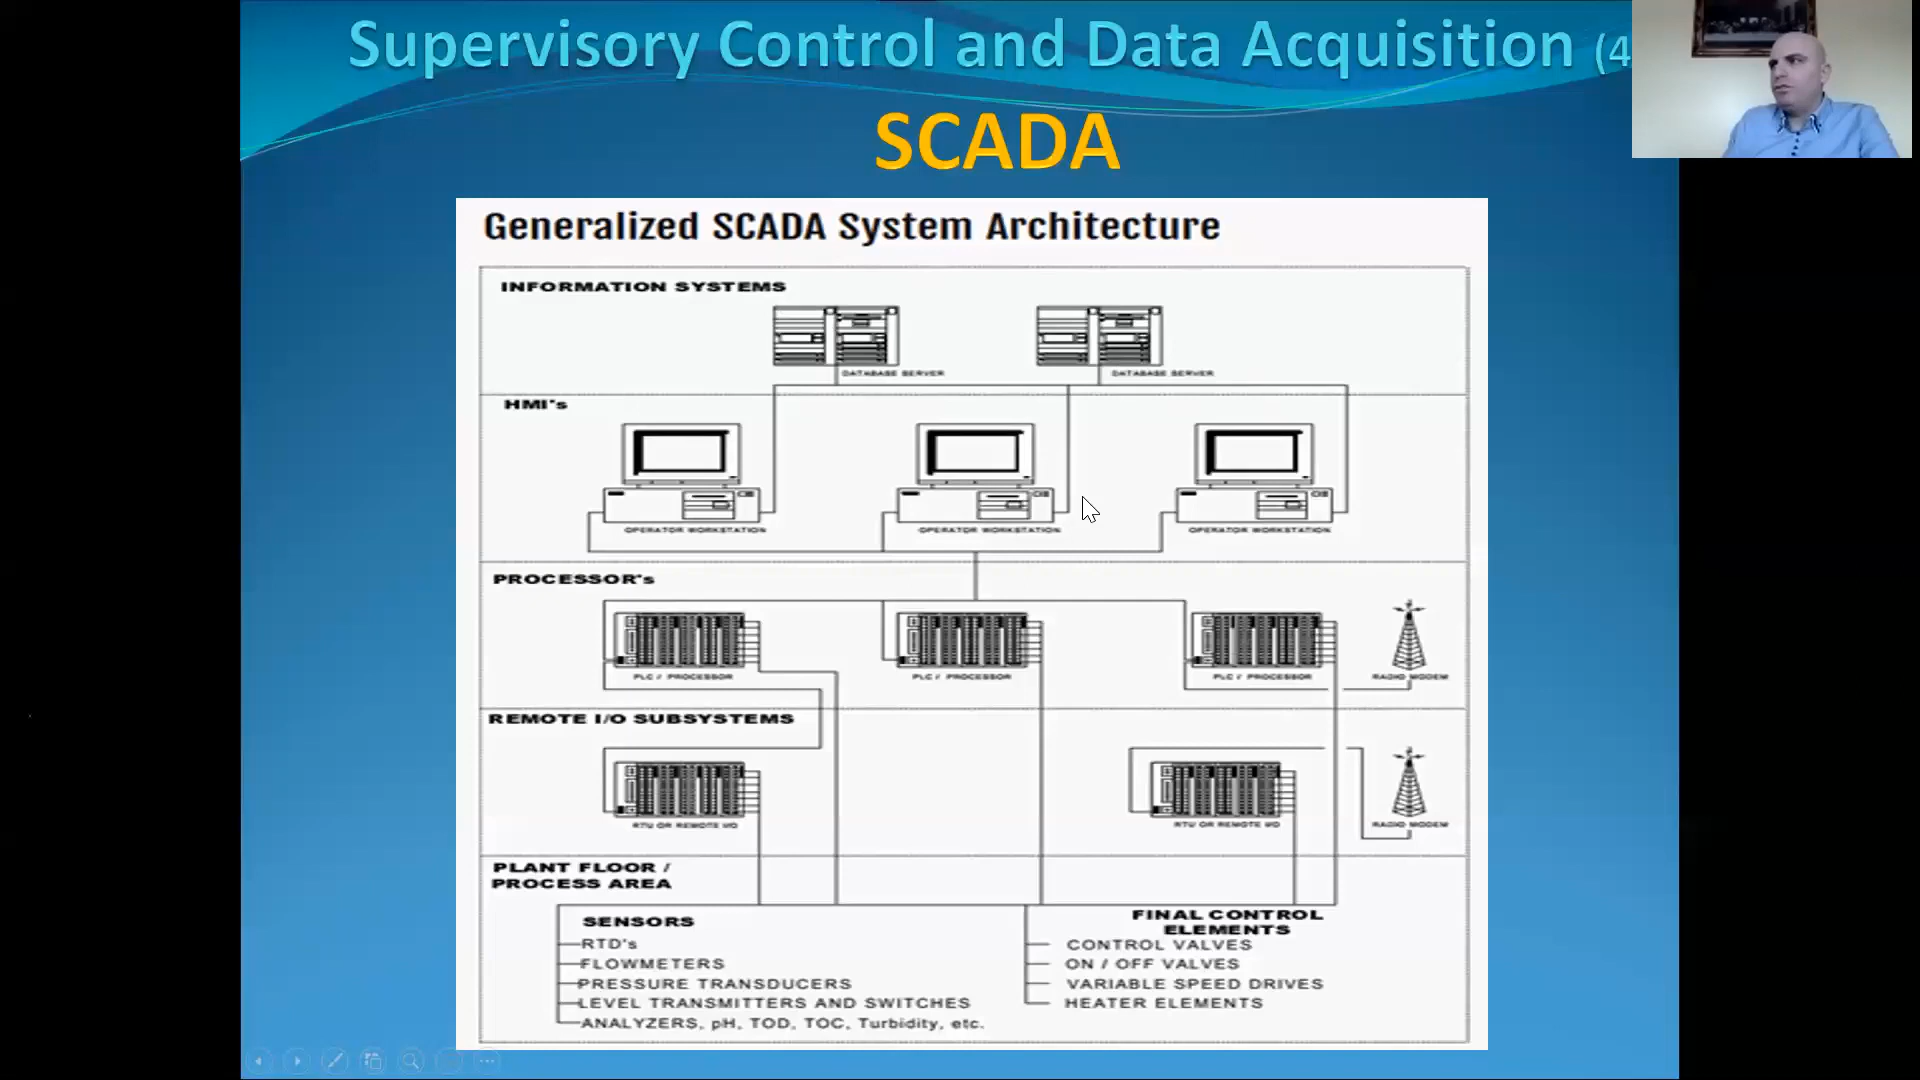 Supervisory Control and Data Acquisition (4
SCADA
Generalized SCADA System Architecture
INFORMATION SYSTEMS
DATABASE SERVER
DATABASE SERVER
HMI's
OPERATOR WORKSTATION
OPERATOR WORKSTATION
OPERATOR WORKSTATION
PROCESSOR's
PLC / PROCESSOR
PLC / PROCESSOR
PLC / PROCESSOR
RADIO MODEM
REMOTE I/O SUBSYSTEMS
RTU OR REMOTE I/O
RTU OR REMOTE I/O
RADIO MODEM
PLANT FLOOR /
PROCESS AREA
SENSORS
RTD's
FLOWMETERS
PRESSURE TRANSDUCERS
LEVEL TRANSMITTERS AND SWITCHES
ANALYZERS, pH, TOD, TOC, Turbidity, etc.
FINAL CONTROL
ELEMENTS
CONTROL VALVES
ON / OFF VALVES
VARIABLE SPEED DRIVES
HEATER ELEMENTS